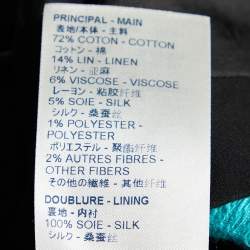 PRINCIPAL - MAIN
表地/本体 - 主料
72% COTON - COTTON
コットン - 棉
14% LIN - LINEN
リネン - 亚麻
6% VISCOSE - VISCOSE
レーヨン - 粘胶纤维
5% SOIE - SILK
シルク - 桑蚕丝
1% POLYESTER -
POLYESTER
ポリエステル - 聚酯纤维
2% AUTRES FIBRES -
OTHER FIBERS
その他の繊維 - 其他纤维
DOUBLURE - LINING
裏地 - 内衬
100% SOIE - SILK
シルク - 桑蚕丝